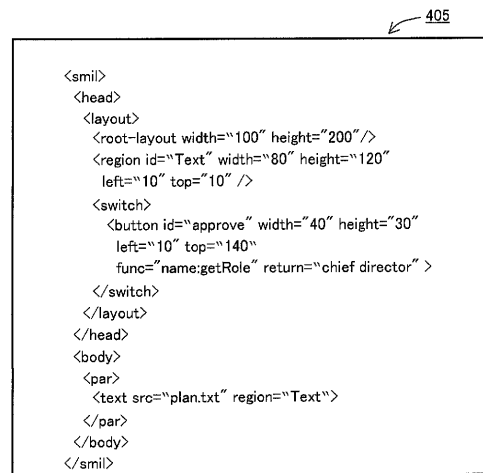 405
<smil>
<head>
<layout>
<root-layout width=“100" height="200"/>
<region id=“Text" width=“80" height=“120"
left=“10" top="10" />
<switch>
<button id=“approve" width="40" height="30"
left=“10" top=“140“
func="name:getRole" return=“chief director" >
</switch>
</layout>
</head>
<body>
<par>
<text src=“plan.txt" region=“Text“>
</par>
</body>
</smil>